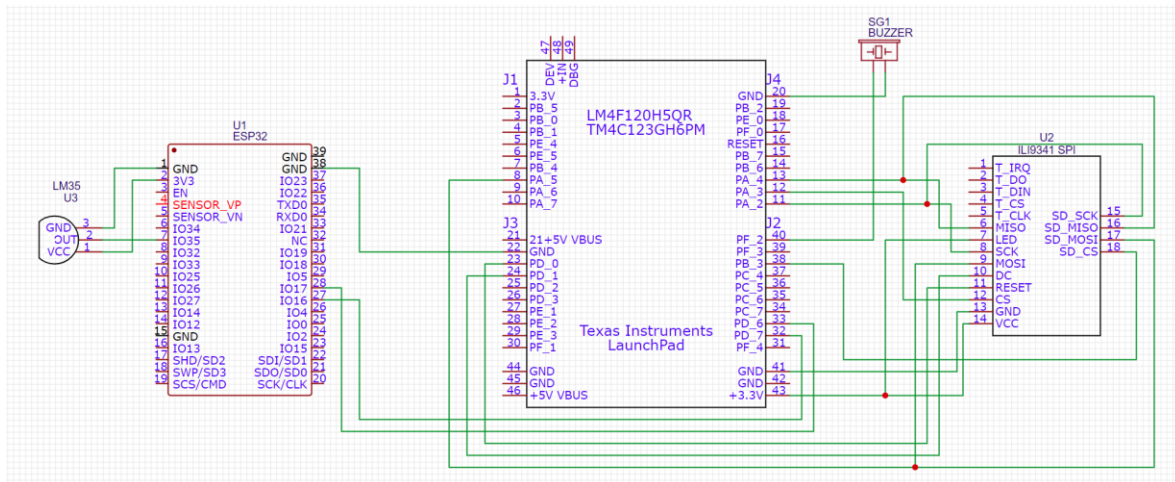 LM35
U3
GND 3
OUT 2
VCC 1
U1
ESP32
1 GND
2 3V3
3 EN
4 SENSOR_VP
5 SENSOR_VN
6 IO34
7 IO35
8 IO32
9 IO33
10 IO25
11 IO26
12 IO27
13 IO14
14 IO12
15 GND
16 IO13
17 SHD/SD2
18 SWP/SD3
19 SCS/CMD
GND 39
GND 38
IO23 37
IO22 36
TXD0 35
RXD0 34
IO21 33
NC 32
IO19 31
IO18 30
IO5 29
IO17 28
IO16 27
IO4 26
IO0 25
IO2 24
IO15 23
SDI/SD1 22
SDO/SD0 21
SCK/CLK 20
47 DEV
48 +IN
49 DBG
LM4F120H5QR
TM4C123GH6PM
Texas Instruments
LaunchPad
J1
1 3.3V
2 PB_5
3 PB_0
4 PB_1
5 PE_4
6 PE_5
7 PB_4
8 PA_5
9 PA_6
10 PA_7
J3
21 21+5V VBUS
22 GND
23 PD_0
24 PD_1
25 PD_2
26 PD_3
27 PE_1
28 PE_2
29 PE_3
30 PF_1
44 GND
45 GND
46 +5V VBUS
J4
GND 20
PB_2 19
PE_0 18
PF_0 17
RESET 16
PB_7 15
PB_6 14
PA_4 13
PA_3 12
PA_2 11
J2
PF_2 40
PF_3 39
PB_3 38
PC_4 37
PC_5 36
PC_6 35
PC_7 34
PD_6 33
PD_7 32
PF_4 31
GND 41
GND 42
+3.3V 43
SG1
BUZZER
U2
ILI9341 SPI
1 T_IRQ
2 T_DO
3 T_DIN
4 T_CS
5 T_CLK
6 MISO
7 LED
8 SCK
9 MOSI
10 DC
11 RESET
12 CS
13 GND
14 VCC
SD_SCK 15
SD_MISO 16
SD_MOSI 17
SD_CS 18